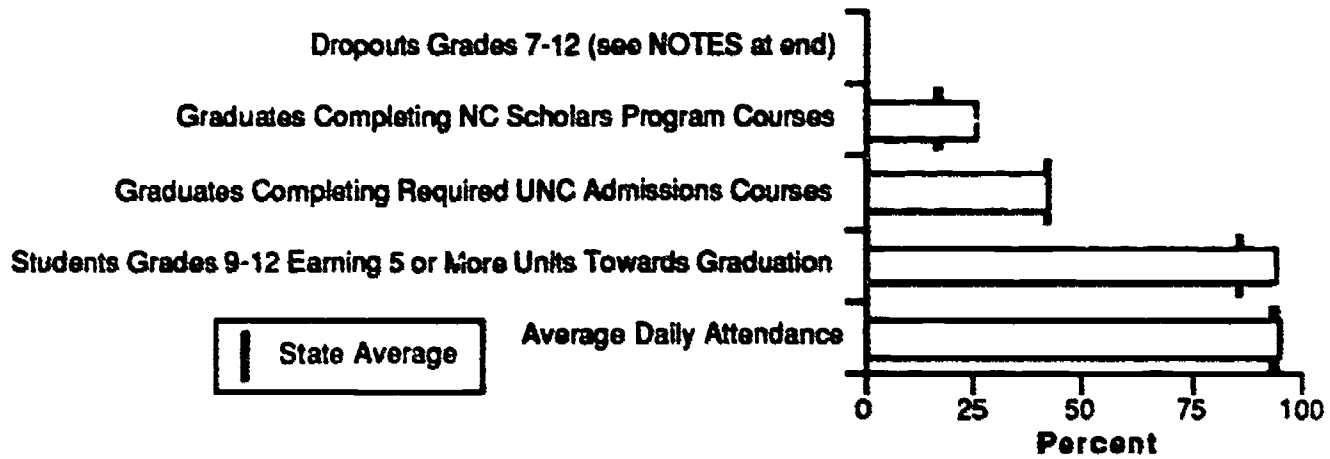 Dropouts Grades 7-12 (see NOTES at end)
Graduates Completing NC Scholars Program Courses
Graduates Completing Required UNC Admissions Courses
Students Grades 9-12 Earning 5 or More Units Towards Graduation
Average Daily Attendance
State Average
0 25 50 75 100
Percent